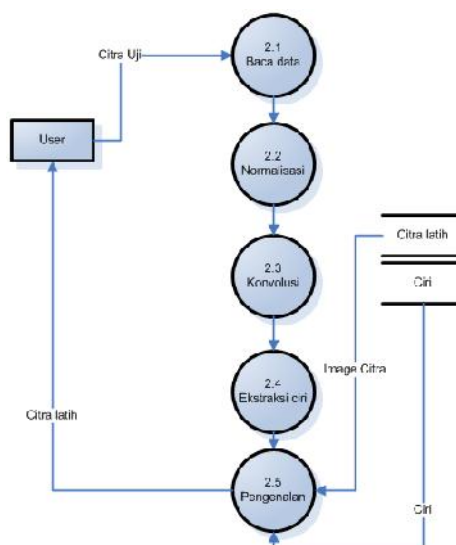 2.1
Baca data
Citra Uji
User
2.2
Normalisasi
Citra latih
Ciri
2.3
Konvolusi
Image Citra
2.4
Ekstraksi ciri
Citra latih
2.5
Pengenalan
Ciri